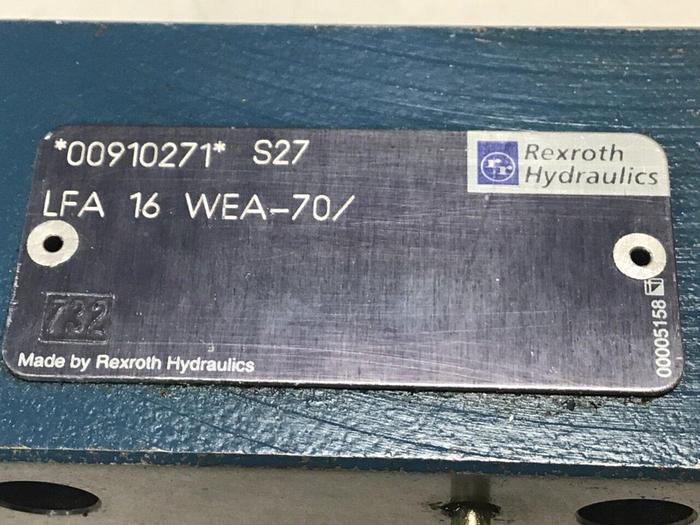 *00910271* S27
Rexroth
Hydraulics
LFA 16 WEA-70/
732
Made by Rexroth Hydraulics
00005158